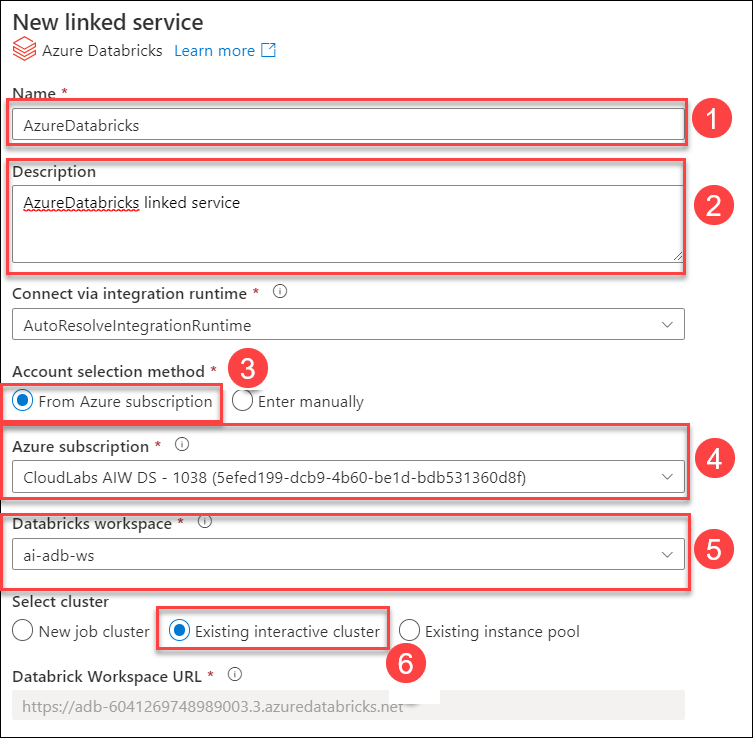 New linked service
Azure Databricks Learn more
Name *
AzureDatabricks
1
Description
AzureDatabricks linked service
2
Connect via integration runtime *
AutoResolveIntegrationRuntime
Account selection method *
3
From Azure subscription Enter manually
Azure subscription *
CloudLabs AIW DS - 1038 (5efed199-dcb9-4b60-be1d-bdb531360d8f)
4
Databricks workspace *
ai-adb-ws
5
Select cluster
New job cluster Existing interactive cluster Existing instance pool
6
Databrick Workspace URL *
https://adb-6041269748989003.3.azuredatabricks.net